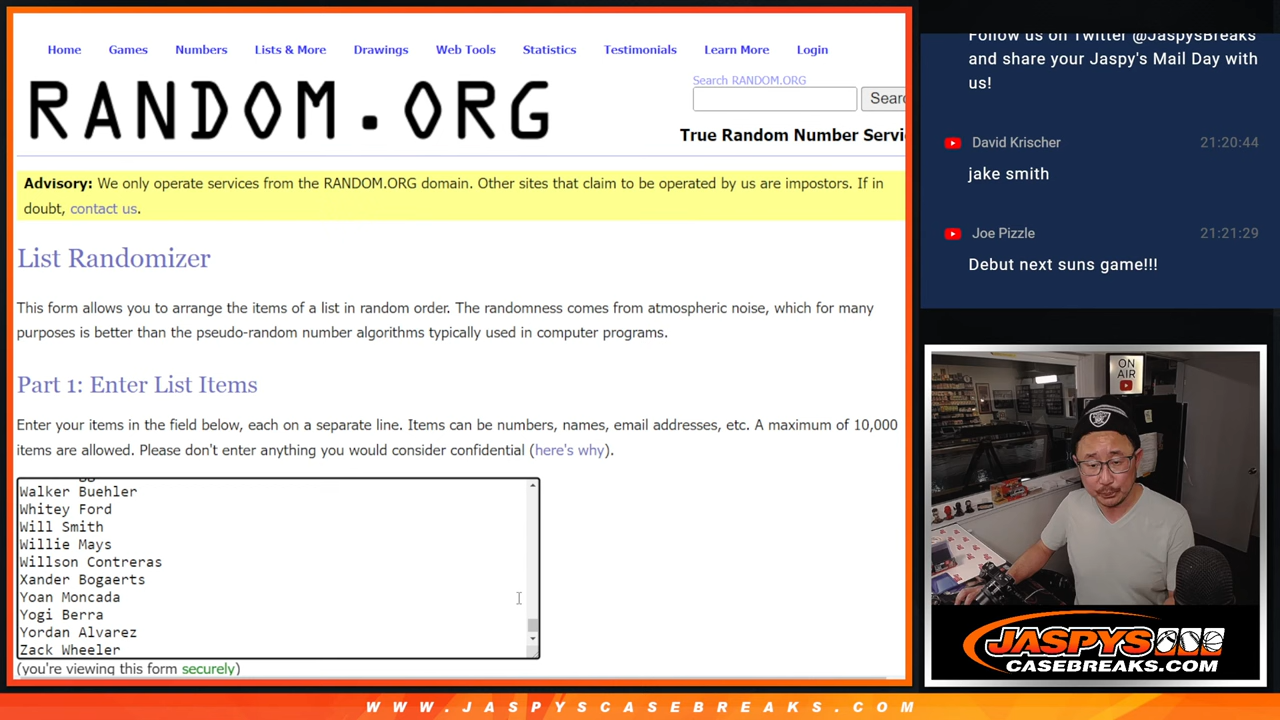 Home Games Numbers Lists & More Drawings Web Tools Statistics Testimonials Learn More Login
RANDOM.ORG
Search RANDOM.ORG
Searc
True Random Number Servi
Advisory: We only operate services from the RANDOM.ORG domain. Other sites that claim to be operated by us are impostors. If in
doubt, contact us.
List Randomizer
This form allows you to arrange the items of a list in random order. The randomness comes from atmospheric noise, which for many
purposes is better than the pseudo-random number algorithms typically used in computer programs.
Part 1: Enter List Items
Enter your items in the field below, each on a separate line. Items can be numbers, names, email addresses, etc. A maximum of 10,000
items are allowed. Please don't enter anything you would consider confidential (here's why).
Walker Buehler
Whitey Ford
Will Smith
Willie Mays
Willson Contreras
Xander Bogaerts
Yoan Moncada
Yogi Berra
Yordan Alvarez
Zack Wheeler
(you're viewing this form securely)
Follow us on Twitter @JaspysBreaks
and share your Jaspy's Mail Day with
us!
David Krischer 21:20:44
jake smith
Joe Pizzle 21:21:29
Debut next suns game!!!
ON
AIR
JASPYS
CASEBREAKS.COM
WWW.JASPYSCASEBREAKS.COM